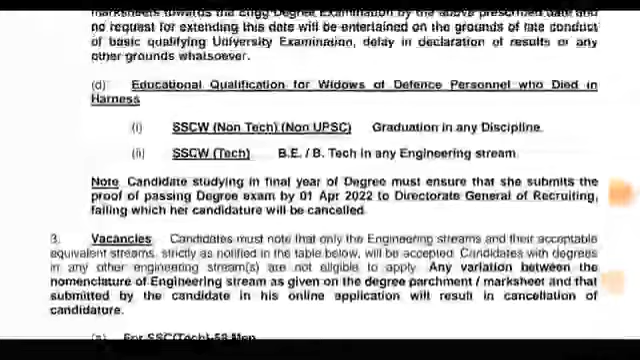 marksheets towards the Engg Degree Examination by the above prescribed date and
no request for extending this date will be entertained on the grounds of late conduct
of basic qualifying University Examination, delay in declaration of results or any
other grounds whatsoever.
(d) Educational Qualification for Widows of Defence Personnel who Died in
Harness
(i) SSCW (Non Tech) (Non UPSC) Graduation in any Discipline
(ii) SSCW (Tech) B.E. / B. Tech in any Engineering stream
Note Candidate studying in final year of Degree must ensure that she submits the
proof of passing Degree exam by 01 Apr 2022 to Directorate General of Recruiting,
failing which her candidature will be cancelled
3. Vacancies Candidates must note that only the Engineering streams and their acceptable
equivalent streams, strictly as notified in the table below, will be accepted. Candidates with degrees
in any other engineering stream(s) are not eligible to apply. Any variation between the
nomenclature of Engineering stream as given on the degree parchment / marksheet and that
submitted by the candidate in his online application will result in cancellation of
candidature.
(a) For SSC(Tech)-58 Men